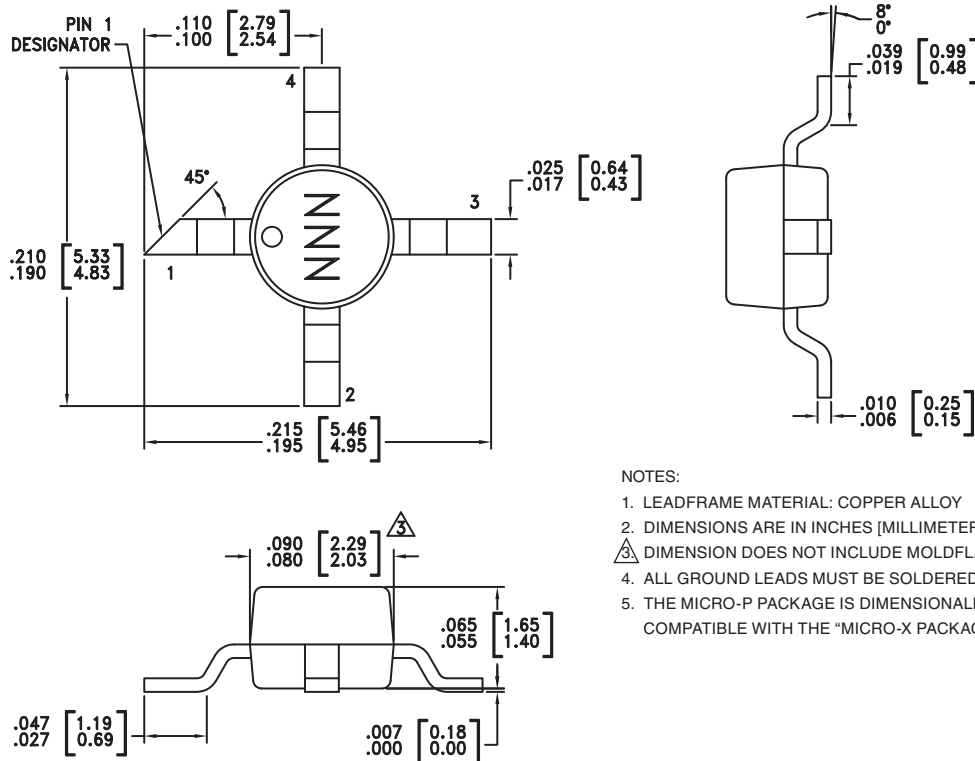 PIN 1
DESIGNATOR
.110 [2.79]
.100 [2.54]
4
45°
NNN
3
.025 [0.64]
.017 [0.43]
.210 [5.33]
.190 [4.83]
1
2
.215 [5.46]
.195 [4.95]
8°
0°
.039 [0.99
.019 [0.48
.010 [0.25]
.006 [0.15]
NOTES:
1. LEADFRAME MATERIAL: COPPER ALLOY
2. DIMENSIONS ARE IN INCHES [MILLIMETER
3. DIMENSION DOES NOT INCLUDE MOLDFL
4. ALL GROUND LEADS MUST BE SOLDERED
5. THE MICRO-P PACKAGE IS DIMENSIONAL
COMPATIBLE WITH THE “MICRO-X PACKAG
3
.090 [2.29]
.080 [2.03]
.065 [1.65]
.055 [1.40]
.047 [1.19]
.027 [0.69]
.007 [0.18]
.000 [0.00]